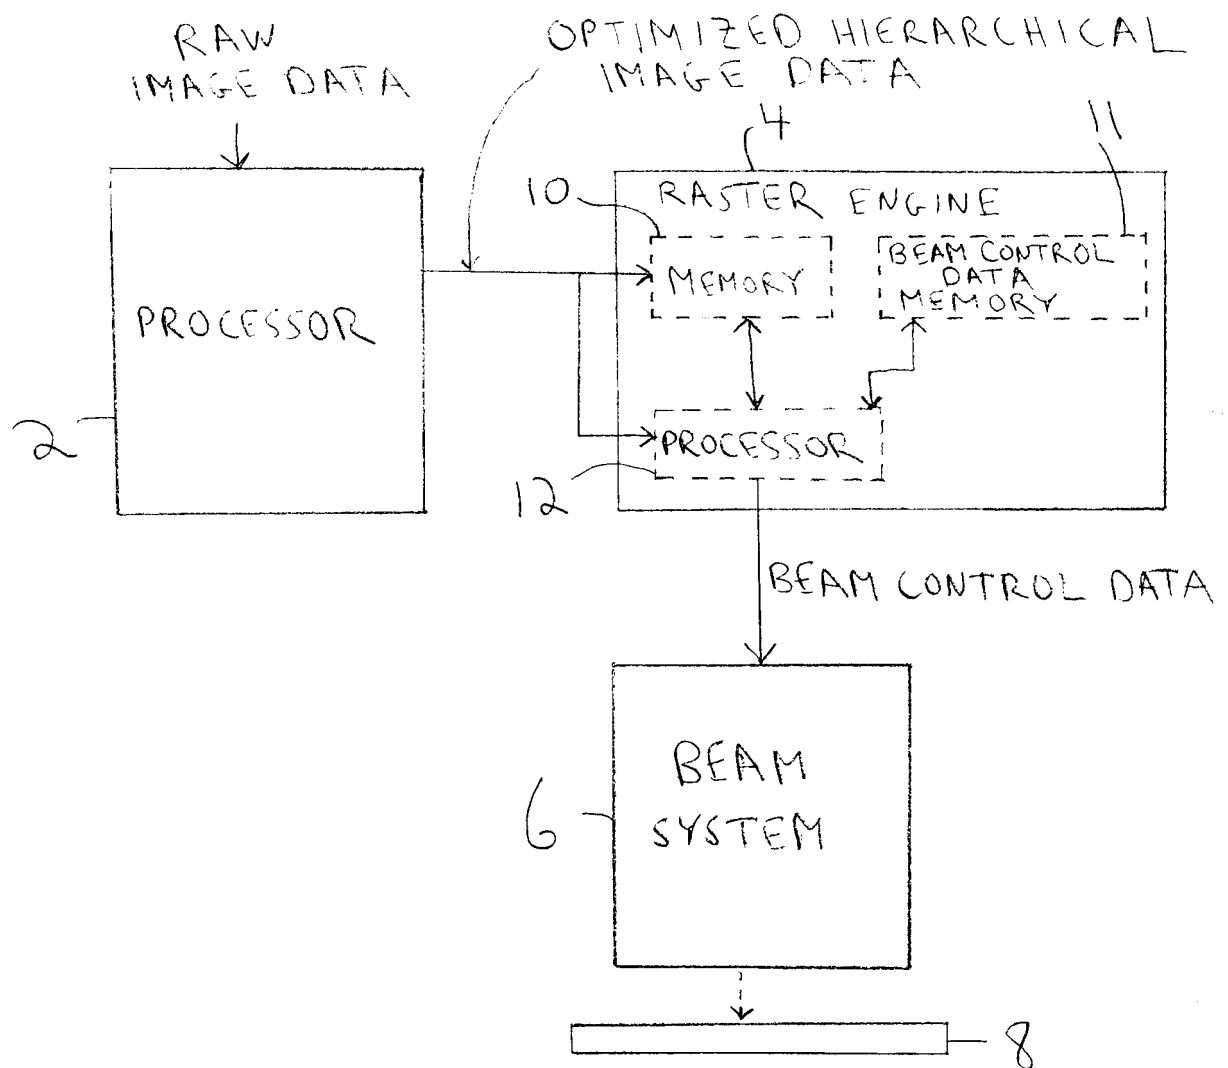 RAW
IMAGE DATA
OPTIMIZED HIERARCHICAL
IMAGE DATA
4
11
10
RASTER ENGINE
MEMORY
BEAM CONTROL
DATA
MEMORY
PROCESSOR
2
PROCESSOR
12
BEAM CONTROL DATA
BEAM
SYSTEM
6
8